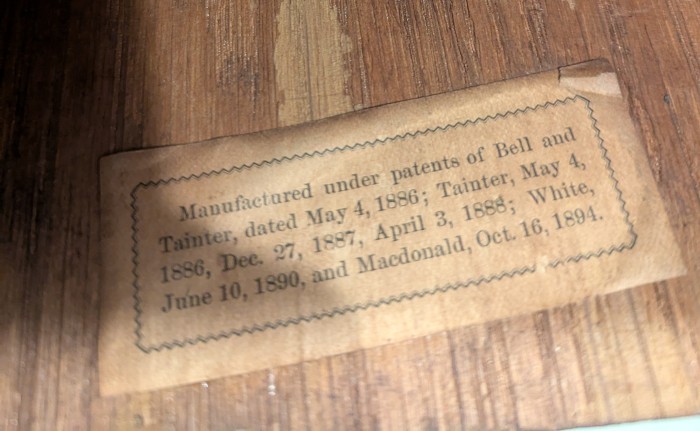 Manufactured under patents of Bell and
Tainter, dated May 4, 1886; Tainter, May 4,
1886, Dec. 27, 1887, April 3, 1888; White,
June 10, 1890, and Macdonald, Oct. 16, 1894.